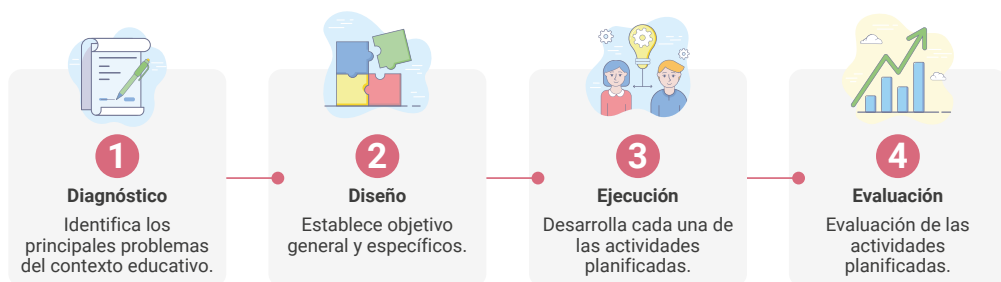 1
Diagnóstico
Identifica los
principales problemas
del contexto educativo.
2
Diseño
Establece objetivo
general y específicos.
3
Ejecución
Desarrolla cada una de
las actividades
planificadas.
4
Evaluación
Evaluación de las
actividades
planificadas.